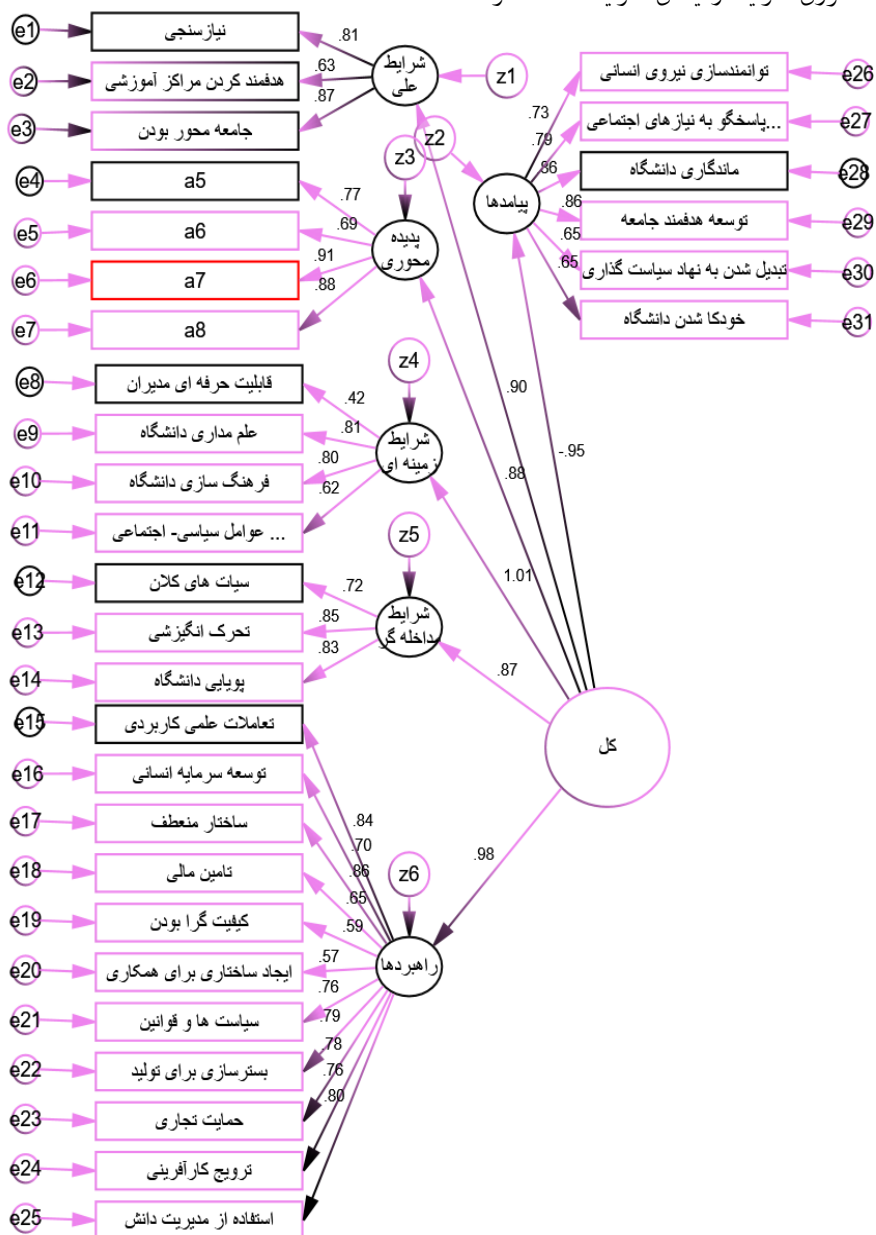 e1
نیازسنجی
.81
e2
هدفمند کردن مراکز آموزشی
.63
e3
جامعه محور بودن
.87
شرایط
علی
z1
e4
a5
.77
e5
a6
.69
e6
a7
.91
e7
a8
.88
پدیده
محوری
z3
z2
پیامدها
توانمندسازی نیروی انسانی
e26
.73
پاسخگو به نیازهای اجتماعی...
e27
.79
ماندگاری دانشگاه
e28
.86
توسعه هدفمند جامعه
e29
.86
تبدیل شدن به نهاد سیاست گذاری
e30
.65
خودکا شدن دانشگاه
e31
.65
e8
قابلیت حرفه ای مدیران
.42
e9
علم مداری دانشگاه
.81
e10
فرهنگ سازی دانشگاه
.80
e11
عوامل سیاسی- اجتماعی ...
.62
شرایط
زمینه ای
z4
e12
سیات های کلان
.72
e13
تحرک انگیزشی
.85
e14
پویایی دانشگاه
.83
شرایط
مداخله گر
z5
.90
-.95
.88
1.01
.87
.98
کل
e15
تعاملات علمی کاربردی
.84
e16
توسعه سرمایه انسانی
.70
e17
ساختار منعطف
.86
e18
تامین مالی
.65
e19
کیفیت گرا بودن
.59
e20
ایجاد ساختاری برای همکاری
.57
e21
سیاست ها و قوانین
.76
e22
بسترسازی برای تولید
.79
e23
حمایت تجاری
.78
e24
ترویج کارآفرینی
.76
e25
استفاده از مدیریت دانش
.80
راهبردها
z6